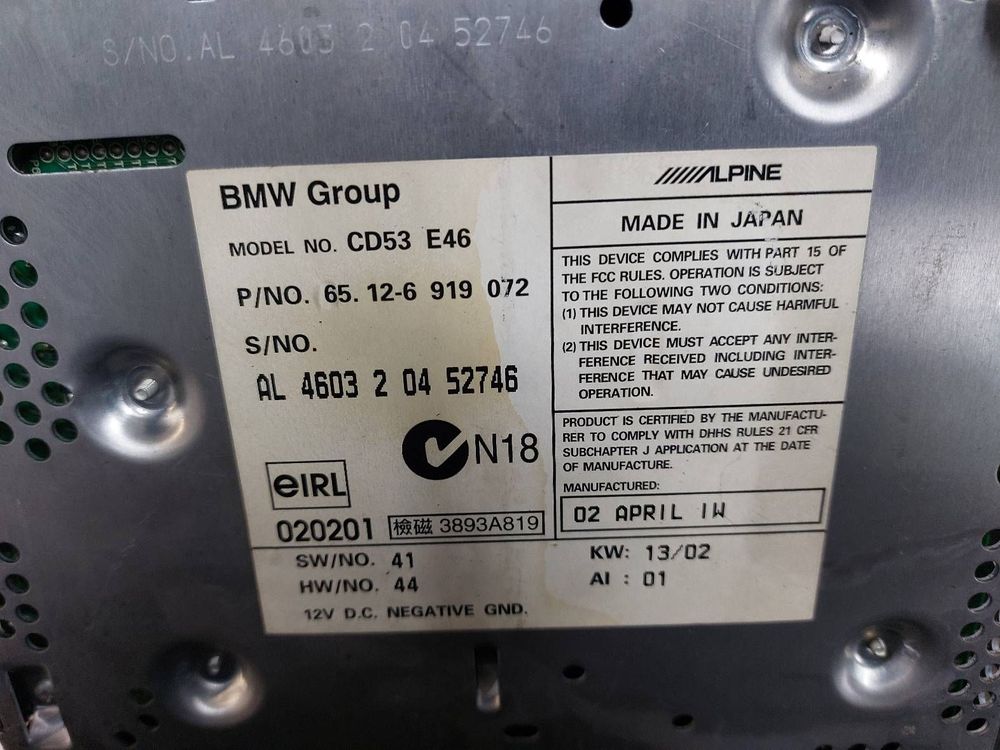 S/NO.AL 4603 2 04 52746
BMW Group
MODEL NO. CD53 E46
P/NO. 65. 12-6 919 072
S/NO.
AL 4603 2 04 52746
N18
eIRL
020201
檢磁 3893A819
ALPINE
MADE IN JAPAN
THIS DEVICE COMPLIES WITH PART 15 OF
THE FCC RULES. OPERATION IS SUBJECT
TO THE FOLLOWING TWO CONDITIONS:
(1) THIS DEVICE MAY NOT CAUSE HARMFUL
INTERFERENCE.
(2) THIS DEVICE MUST ACCEPT ANY INTER-
FERENCE RECEIVED INCLUDING INTER-
FERENCE THAT MAY CAUSE UNDESIRED
OPERATION.
PRODUCT IS CERTIFIED BY THE MANUFACTU-
RER TO COMPLY WITH DHHS RULES 21 CFR
SUBCHAPTER J APPLICATION AT THE DATE
OF MANUFACTURE.
MANUFACTURED:
02 APRIL 1W
SW/NO. 41
HW/NO. 44
12V D.C. NEGATIVE GND.
KW: 13/02
AI : 01